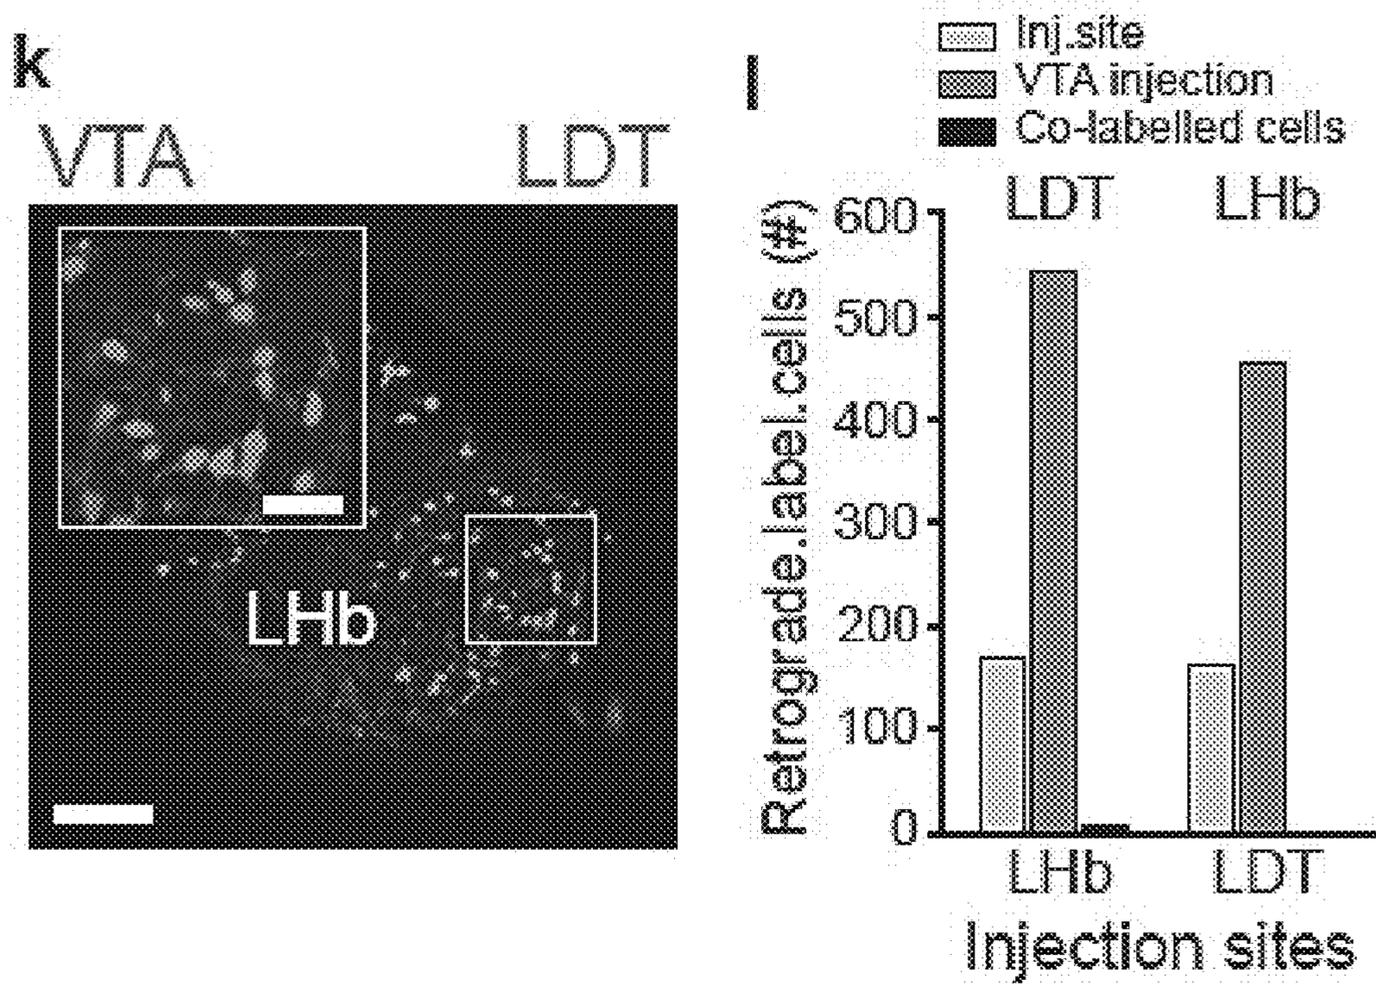 k
VTA LDT
LHb
l
Inj.site
VTA injection
Co-labelled cells
LDT LHb
Retrograde.label.cells (#)
600
500
400
300
200
100
0
LHb LDT
Injection sites